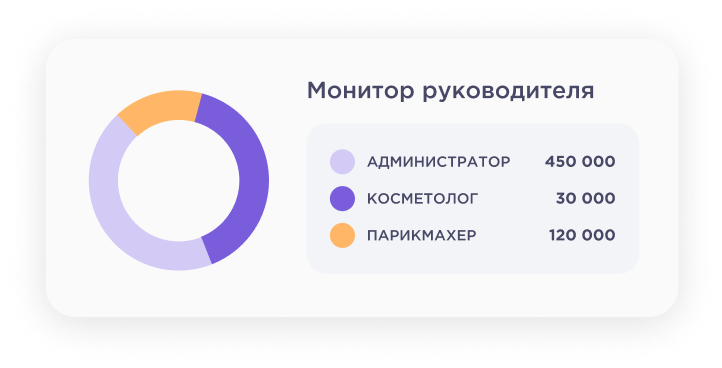 Монитор руководителя
АДМИНИСТРАТОР 450 000
КОСМЕТОЛОГ 30 000
ПАРИКМАХЕР 120 000